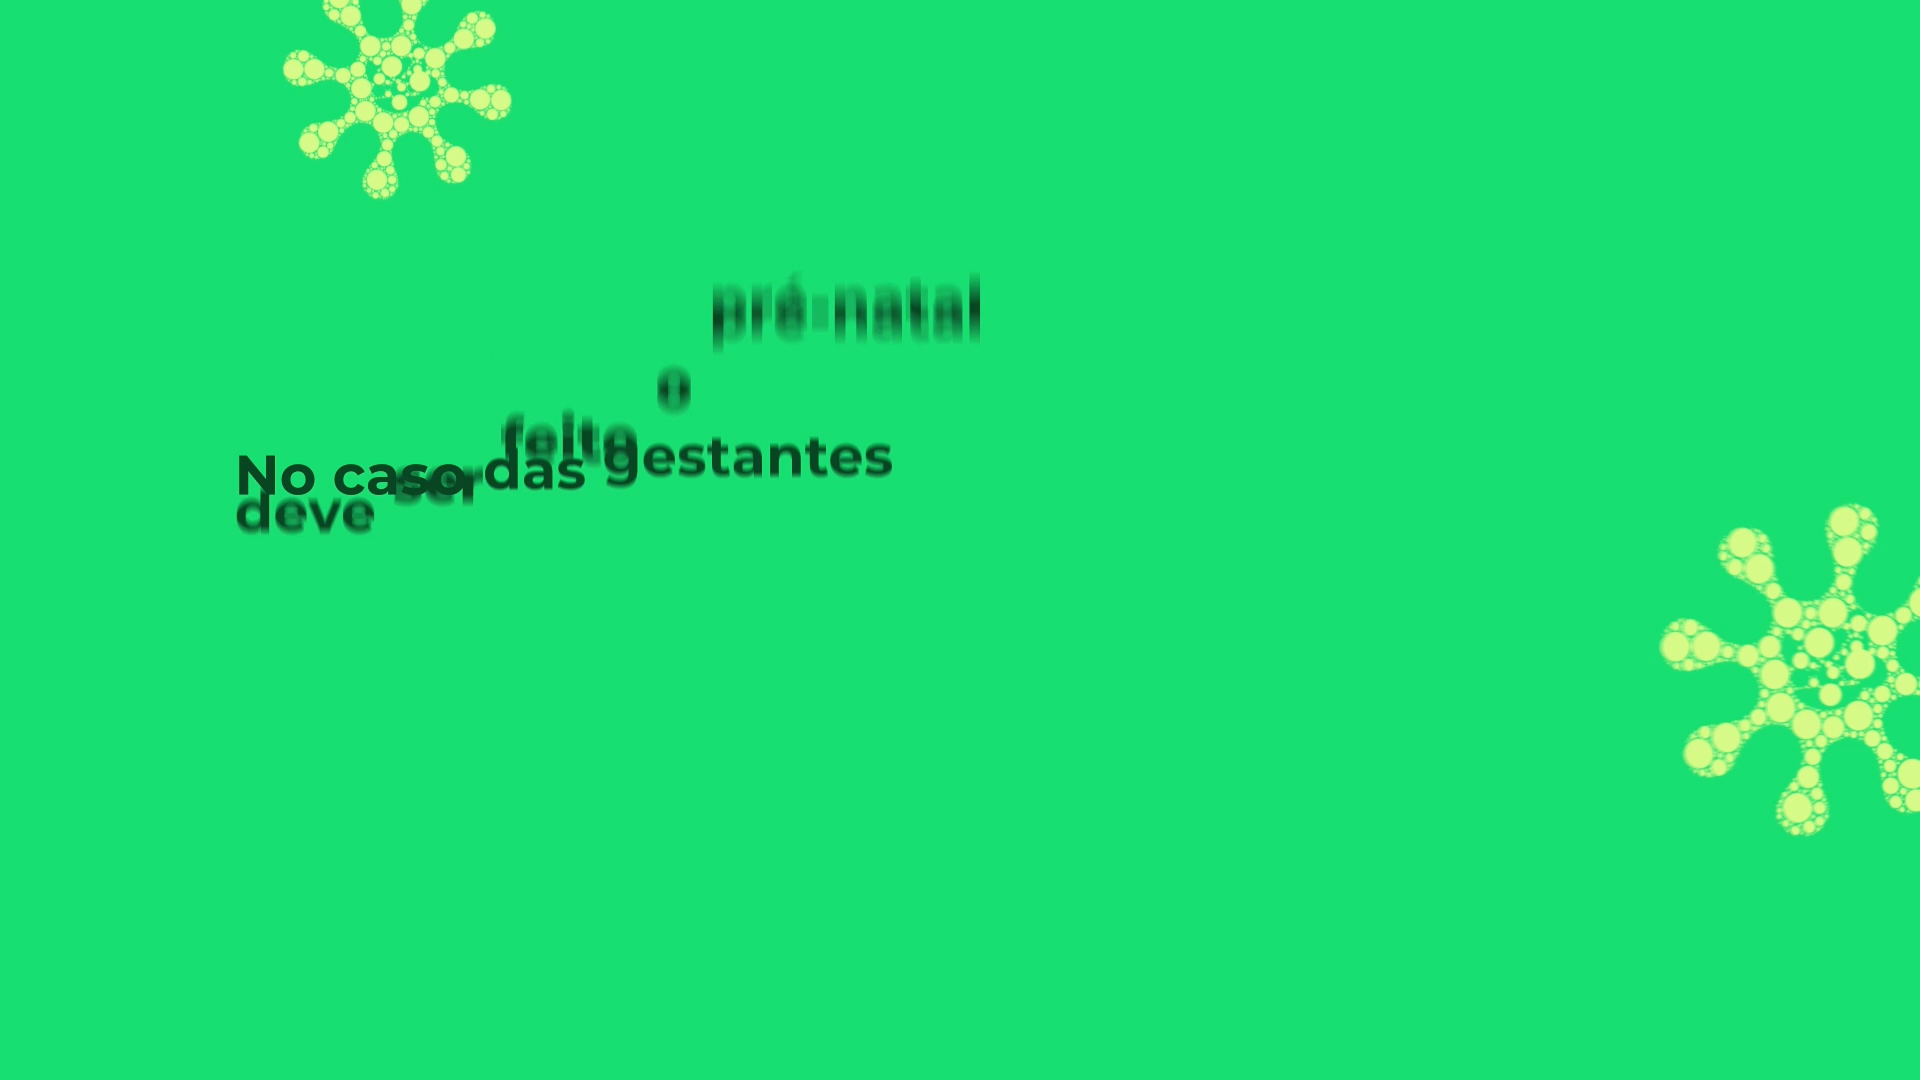 No caso das gestantes
deve ser feito o pré-natal